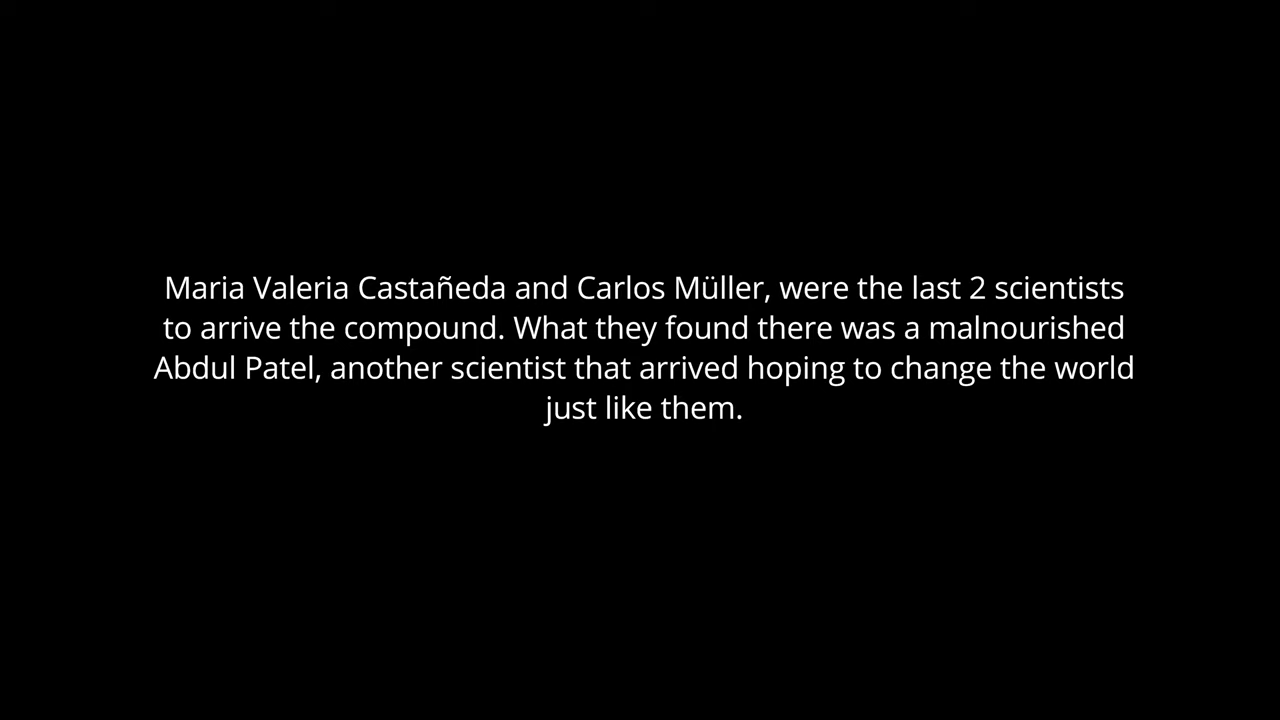 Maria Valeria Castañeda and Carlos Müller, were the last 2 scientists
to arrive the compound. What they found there was a malnourished
Abdul Patel, another scientist that arrived hoping to change the world
just like them.